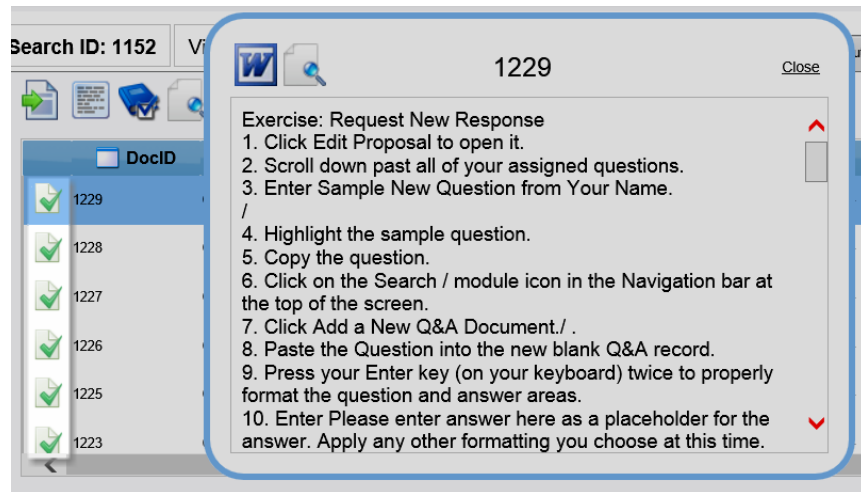 Search ID: 1152
1229
Close
DocID
1229
1228
1227
1226
1225
1223
Exercise: Request New Response
1. Click Edit Proposal to open it.
2. Scroll down past all of your assigned questions.
3. Enter Sample New Question from Your Name.
/
4. Highlight the sample question.
5. Copy the question.
6. Click on the Search / module icon in the Navigation bar at
the top of the screen.
7. Click Add a New Q&A Document./ .
8. Paste the Question into the new blank Q&A record.
9. Press your Enter key (on your keyboard) twice to properly
format the question and answer areas.
10. Enter Please enter answer here as a placeholder for the
answer. Apply any other formatting you choose at this time.